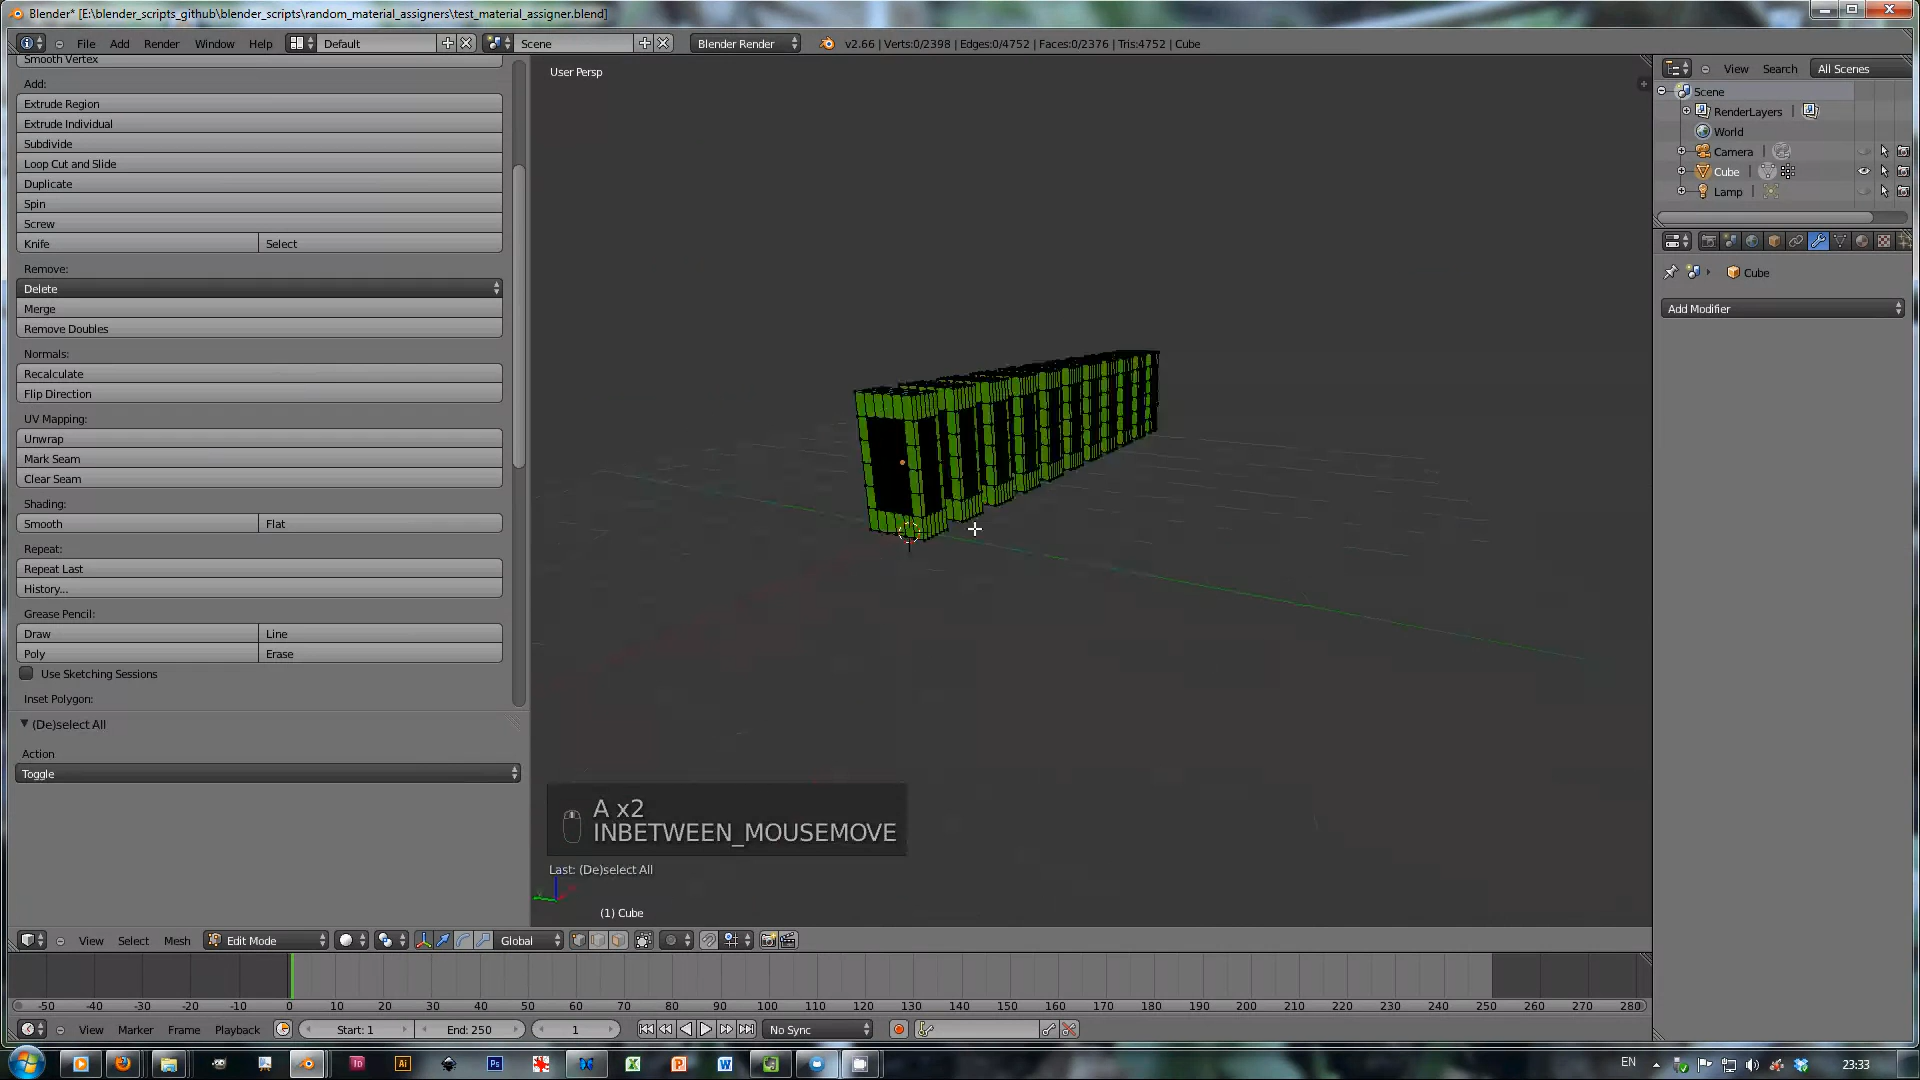 Blender* [E:\blender_scripts_github\blender_scripts\random_material_assigners\test_material_assigner.blend]
File Add Render Window Help Default Scene Blender Render v2.66 | Verts:0/2398 | Edges:0/4752 | Faces:0/2376 | Tris:4752 | Cube
Smooth Vertex
Add:
Extrude Region
Extrude Individual
Subdivide
Loop Cut and Slide
Duplicate
Spin
Screw
Knife Select
Remove:
Delete
Merge
Remove Doubles
Normals:
Recalculate
Flip Direction
UV Mapping:
Unwrap
Mark Seam
Clear Seam
Shading:
Smooth Flat
Repeat:
Repeat Last
History...
Grease Pencil:
Draw Line
Poly Erase
Use Sketching Sessions
Inset Polygon:
(De)select All
Action
Toggle
User Persp
A x2
INBETWEEN_MOUSEMOVE
Last: (De)select All
(1) Cube
View Search All Scenes
Scene
RenderLayers
World
Camera
Cube
Lamp
Cube
Add Modifier
View Select Mesh Edit Mode Global
-50 -40 -30 -20 -10 0 10 20 30 40 50 60 70 80 90 100 110 120 130 140 150 160 170 180 190 200 210 220 230 240 250 260 270 280
View Marker Frame Playback Start: 1 End: 250 1 No Sync
EN 23:33